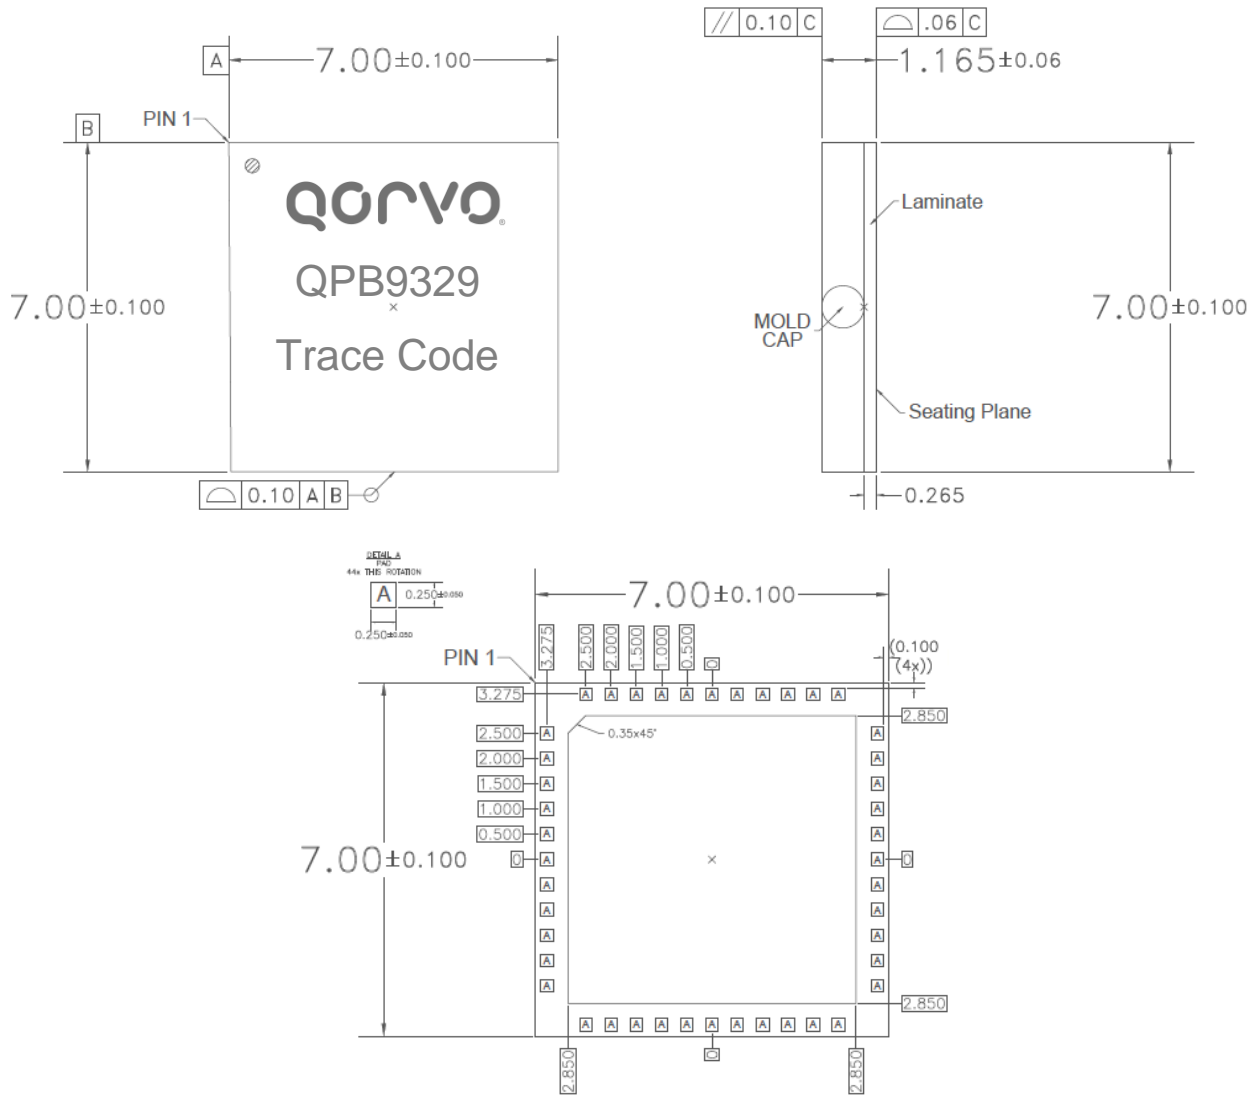 // 0.10 C
.06 C
A
7.00±0.100
1.165±0.06
PIN 1
B
QORVO®
QPB9329
Trace Code
7.00±0.100
Laminate
MOLD
CAP
7.00±0.100
Seating Plane
0.10 A B
0.265
DETAIL A
PAD
44x THIS ROTATION
A
0.250±0.050
0.250±0.050
7.00±0.100
PIN 1
3.275
2.500
2.000
1.500
1.000
0.500
0
(0.100
(4x))
3.275
A A A A A A A A A A A
2.850
0.35x45°
2.500 A A
2.000 A A
1.500 A A
1.000 A A
0.500 A A
7.00±0.100
0 A A 0
A A
A A
A A
A A
A A
2.850
A A A A A A A A A A A
2.850
0
2.850